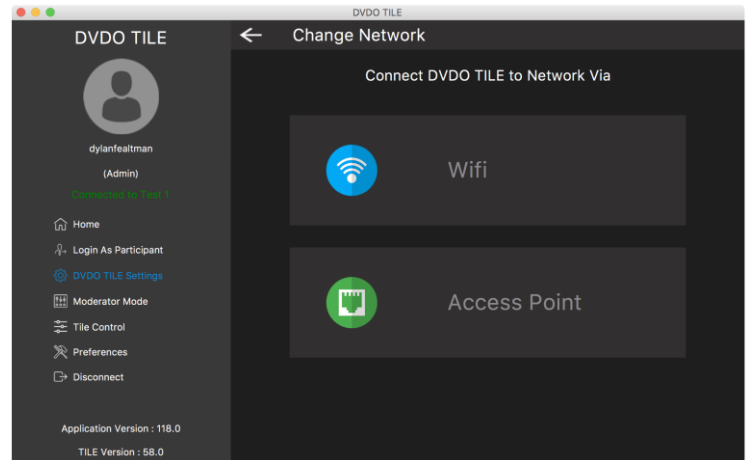 DVDO TILE
DVDO TILE
Change Network
dylanfealtman
(Admin)
Connected to Test 1
Home
Login As Participant
DVDO TILE Settings
Moderator Mode
Tile Control
Preferences
Disconnect
Application Version : 118.0
TILE Version : 58.0
Connect DVDO TILE to Network Via
Wifi
Access Point